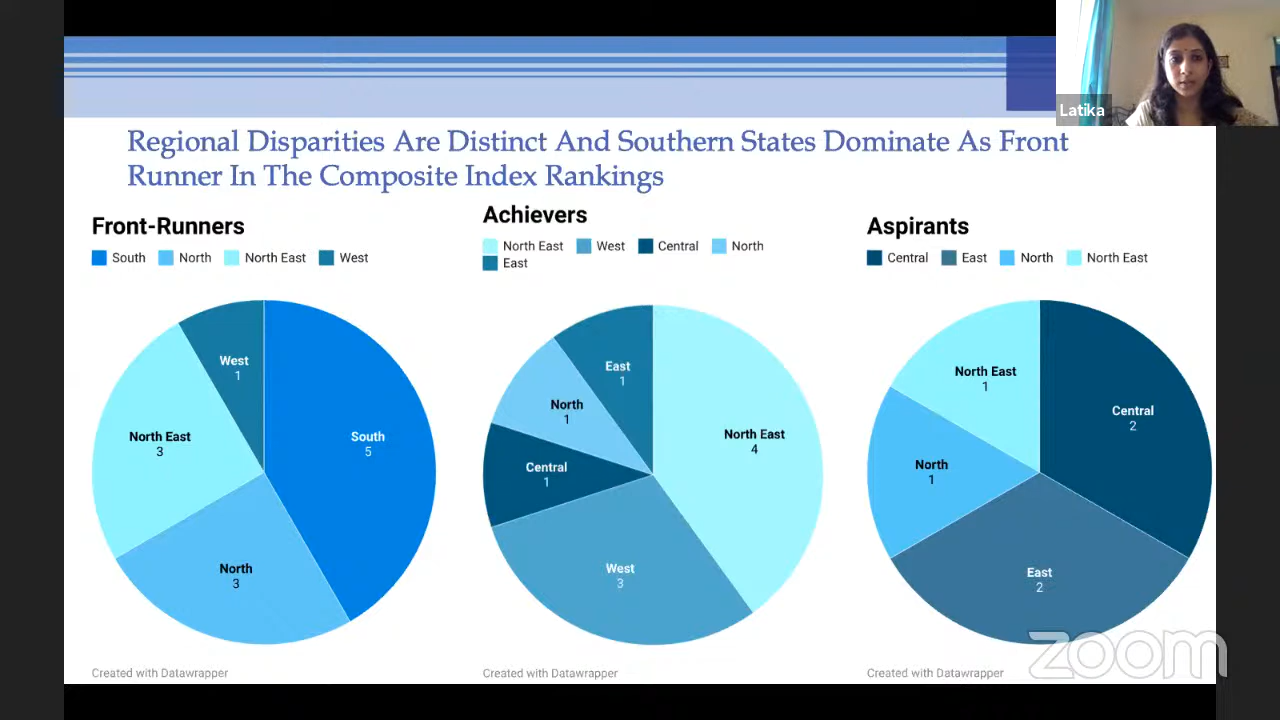 Latika
Regional Disparities Are Distinct And Southern States Dominate As Front
Runner In The Composite Index Rankings
Front-Runners
South North North East West
West
1
North East
3
South
5
North
3
Created with Datawrapper
Achievers
North East West Central North
East
East
1
North
1
North East
4
Central
1
West
3
Created with Datawrapper
Aspirants
Central East North North East
North East
1
Central
2
North
1
East
2
Created with Datawrapper
zoom